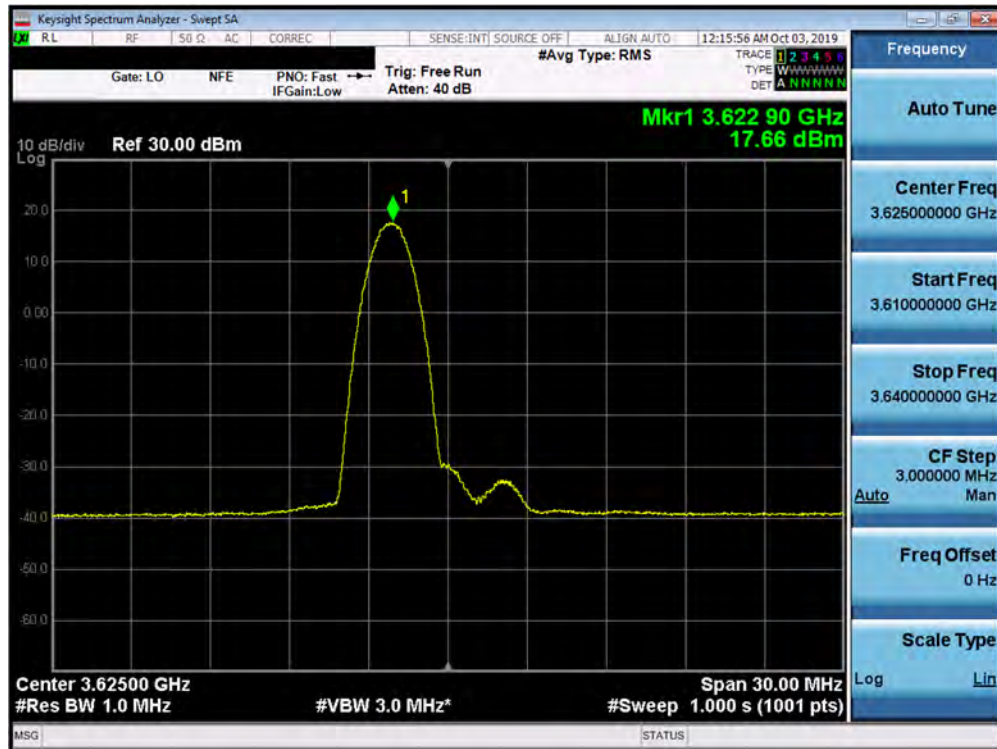 Keysight Spectrum Analyzer - Swept SA
LXI RL RF 50 Ω AC CORREC SENSE:INT SOURCE OFF ALIGN AUTO 12:15:56 AM Oct 03, 2019
#Avg Type: RMS
TRACE 1 2 3 4 5 6
TYPE WWWWWW
DET A N N N N N
Gate: LO NFE PNO: Fast Trig: Free Run
IFGain:Low Atten: 40 dB
Mkr1 3.622 90 GHz
17.66 dBm
10 dB/div Ref 30.00 dBm
Log
1
20.0
10.0
0.00
-10.0
-20.0
-30.0
-40.0
-50.0
-60.0
Center 3.62500 GHz Span 30.00 MHz
#Res BW 1.0 MHz #VBW 3.0 MHz* #Sweep 1.000 s (1001 pts)
MSG STATUS
Frequency
Auto Tune
Center Freq
3.625000000 GHz
Start Freq
3.610000000 GHz
Stop Freq
3.640000000 GHz
CF Step
3.000000 MHz
Auto Man
Freq Offset
0 Hz
Scale Type
Log Lin